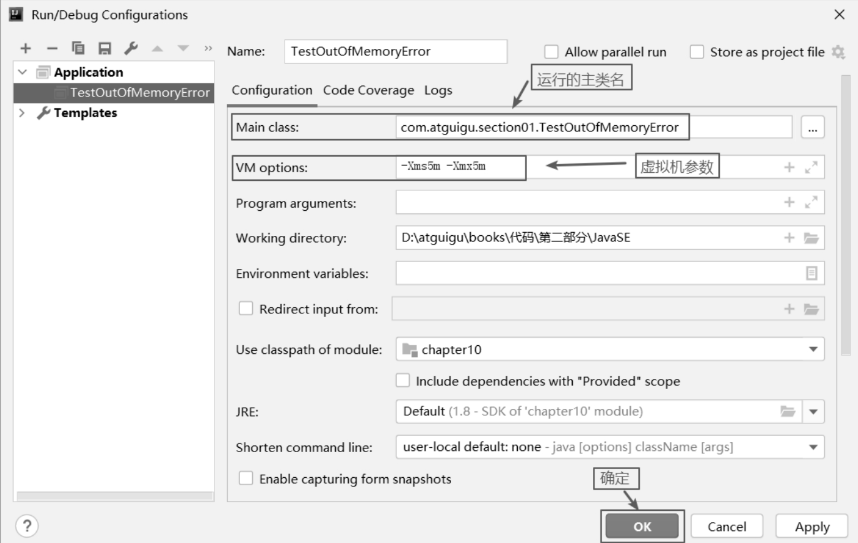 Run/Debug Configurations
Name: TestOutOfMemoryError Allow parallel run Store as project file
Application
TestOutOfMemoryError
Templates
Configuration Code Coverage Logs
运行的主类名
Main class: com.atguigu.section01.TestOutOfMemoryError ...
VM options: -Xms5m -Xmx5m 虚拟机参数
Program arguments:
Working directory: D:\atguigu\books\代码\第二部分\JavaSE
Environment variables:
Redirect input from:
Use classpath of module: chapter10
Include dependencies with "Provided" scope
JRE: Default (1.8 - SDK of 'chapter10' module)
Shorten command line: user-local default: none - java [options] className [args]
Enable capturing form snapshots
确定
? OK Cancel Apply